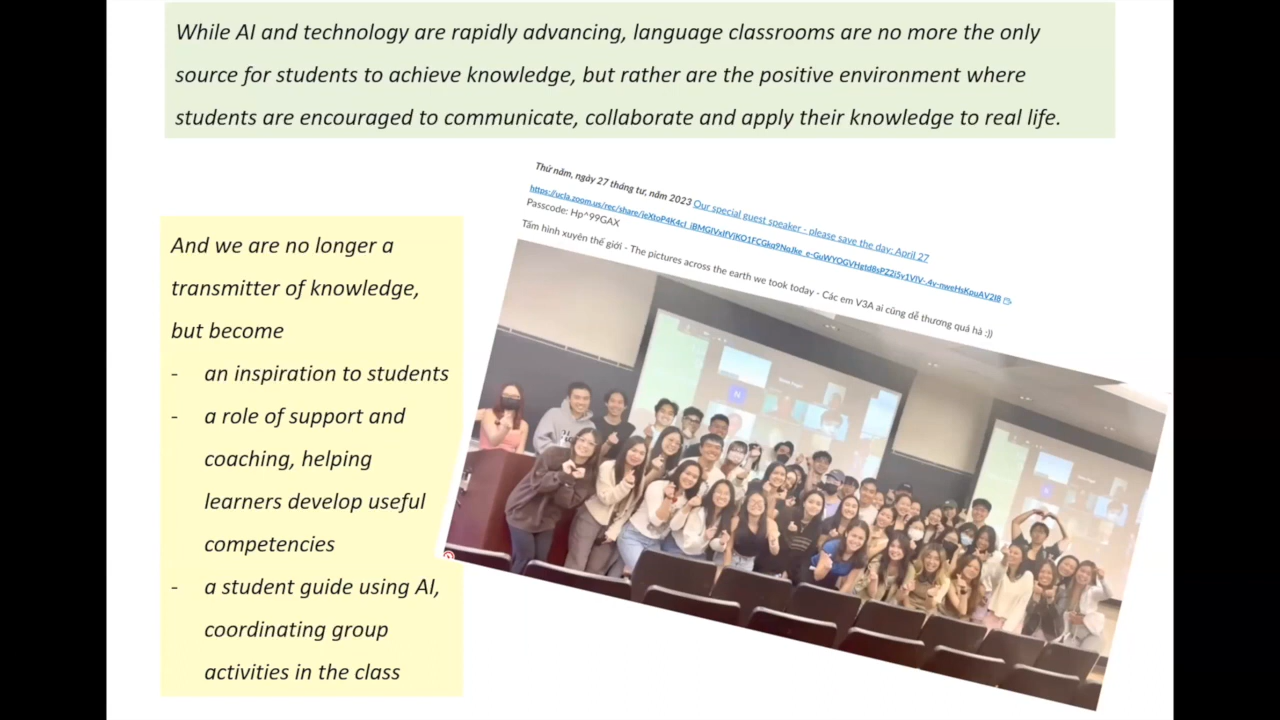 While AI and technology are rapidly advancing, language classrooms are no more the only
source for students to achieve knowledge, but rather are the positive environment where
students are encouraged to communicate, collaborate and apply their knowledge to real life.
And we are no longer a
transmitter of knowledge,
but become
- an inspiration to students
- a role of support and
coaching, helping
learners develop useful
competencies
- a student guide using AI,
coordinating group
activities in the class
Thứ năm, ngày 27 tháng tư, năm 2023 Our special guest speaker - please save the day: April 27
Passcode: Hp^99GAX
Tấm hình xuyên thế giới - The pictures across the earth we took today - Các em V3A ai cũng dễ thương quá hà :))
N